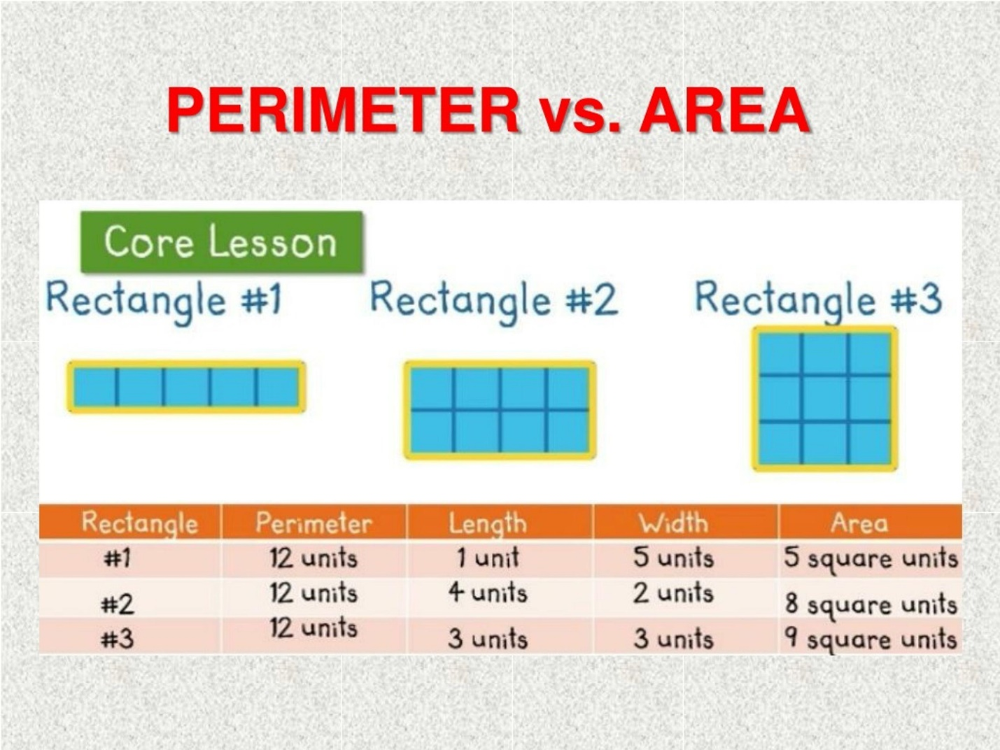 PERIMETER vs. AREA
Core Lesson
Rectangle #1 Rectangle #2 Rectangle #3
Rectangle Perimeter Length Width Area
#1 12 units 1 unit 5 units 5 square units
#2 12 units 4 units 2 units 8 square units
#3 12 units 3 units 3 units 9 square units